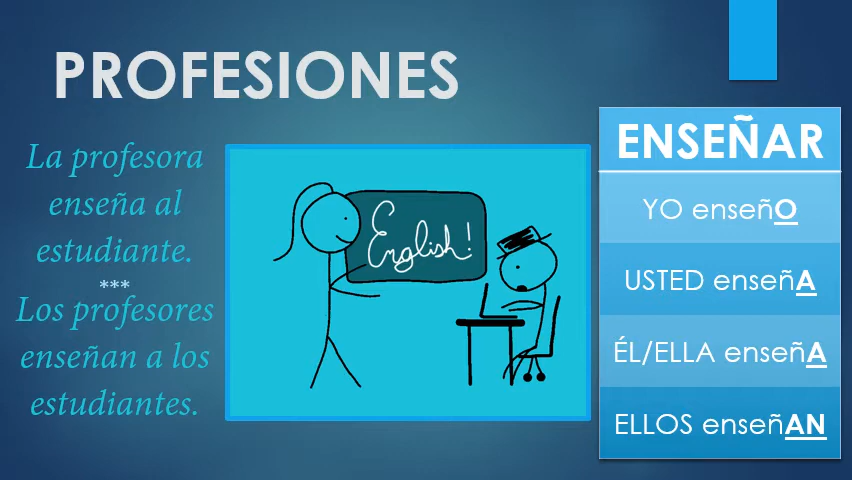 PROFESIONES
La profesora
enseña al
estudiante.
***
Los profesores
enseñan a los
estudiantes.
English!
ENSEÑAR
YO enseñO
USTED enseñA
ÉL/ELLA enseñA
ELLOS enseñAN